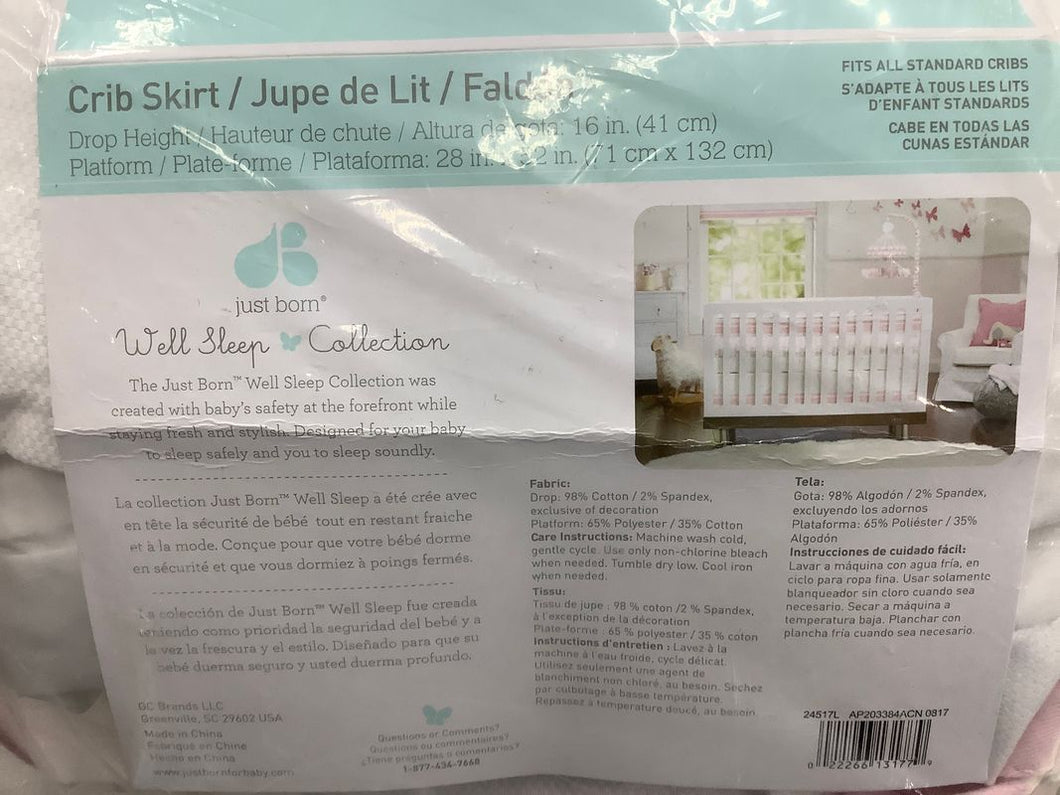 Crib Skirt / Jupe de Lit /
Drop Height / Hauteur de chute / Altura de gota: 16 in. (41 cm)
Platform / Plate-forme / Plataforma: 28 in. 52 in. (71 cm x 132 cm)
FITS ALL STANDARD CRIBS
S'ADAPTE À TOUS LES LITS
D'ENFANT STANDARDS
CABE EN TODAS LAS
CUNAS ESTÁNDAR
just born®
Well Sleep Collection
The Just Born™ Well Sleep Collection was
created with baby's safety at the forefront while
staying fresh and stylish. Designed for your baby
to sleep safely and you to sleep soundly.
La collection Just Born™ Well Sleep a été crée avec
en tête la sécurité de bébé tout en restant fraiche
et à la mode. Conçue pour que votre bébé dorme
en sécurité et que vous dormiez à poings fermés.
La colección de Just Born™ Well Sleep fue creada
teniendo como prioridad la seguridad del bebé y a
la vez la frescura y el estilo. Diseñado para que su
bebé duerma seguro y usted duerma profundo.
GC Brands LLC
Greenville, SC 29602 USA
Made in China
Fabriqué en Chine
Hecho en China
www.justbornforbaby.com
Questions or Comments?
Questions ou commentaires?
¿Tiene preguntas o comentarios?
1-877-434-7668
Fabric:
Drop: 98% Cotton / 2% Spandex,
exclusive of decoration
Platform: 65% Polyester / 35% Cotton
Care Instructions: Machine wash cold,
gentle cycle. Use only non-chlorine bleach
when needed. Tumble dry low. Cool iron
when needed.
Tissu:
Tissu de jupe : 98 % coton /2 % Spandex,
à l'exception de la décoration
Plate-forme : 65 % polyester / 35 % coton
Instructions d'entretien : Lavez à la
machine à l'eau froide, cycle délicat.
Utilisez seulement une agent de
blanchiment non chloré, au besoin. Séchez
par culbutage à basse température.
Repassez à température douce, au besoin
Tela:
Gota: 98% Algodón / 2% Spandex,
excluyendo los adornos
Plataforma: 65% Poliéster / 35%
Algodón
Instrucciones de cuidado fácil:
Lavar a máquina con agua fría, en
ciclo para ropa fina. Usar solamente
blanqueador sin cloro cuando sea
necesario. Secar a máquina a
temperatura baja. Planchar con
plancha fría cuando sea necesario.
24517L AP203384ACN 0817
0 22266 13177 9